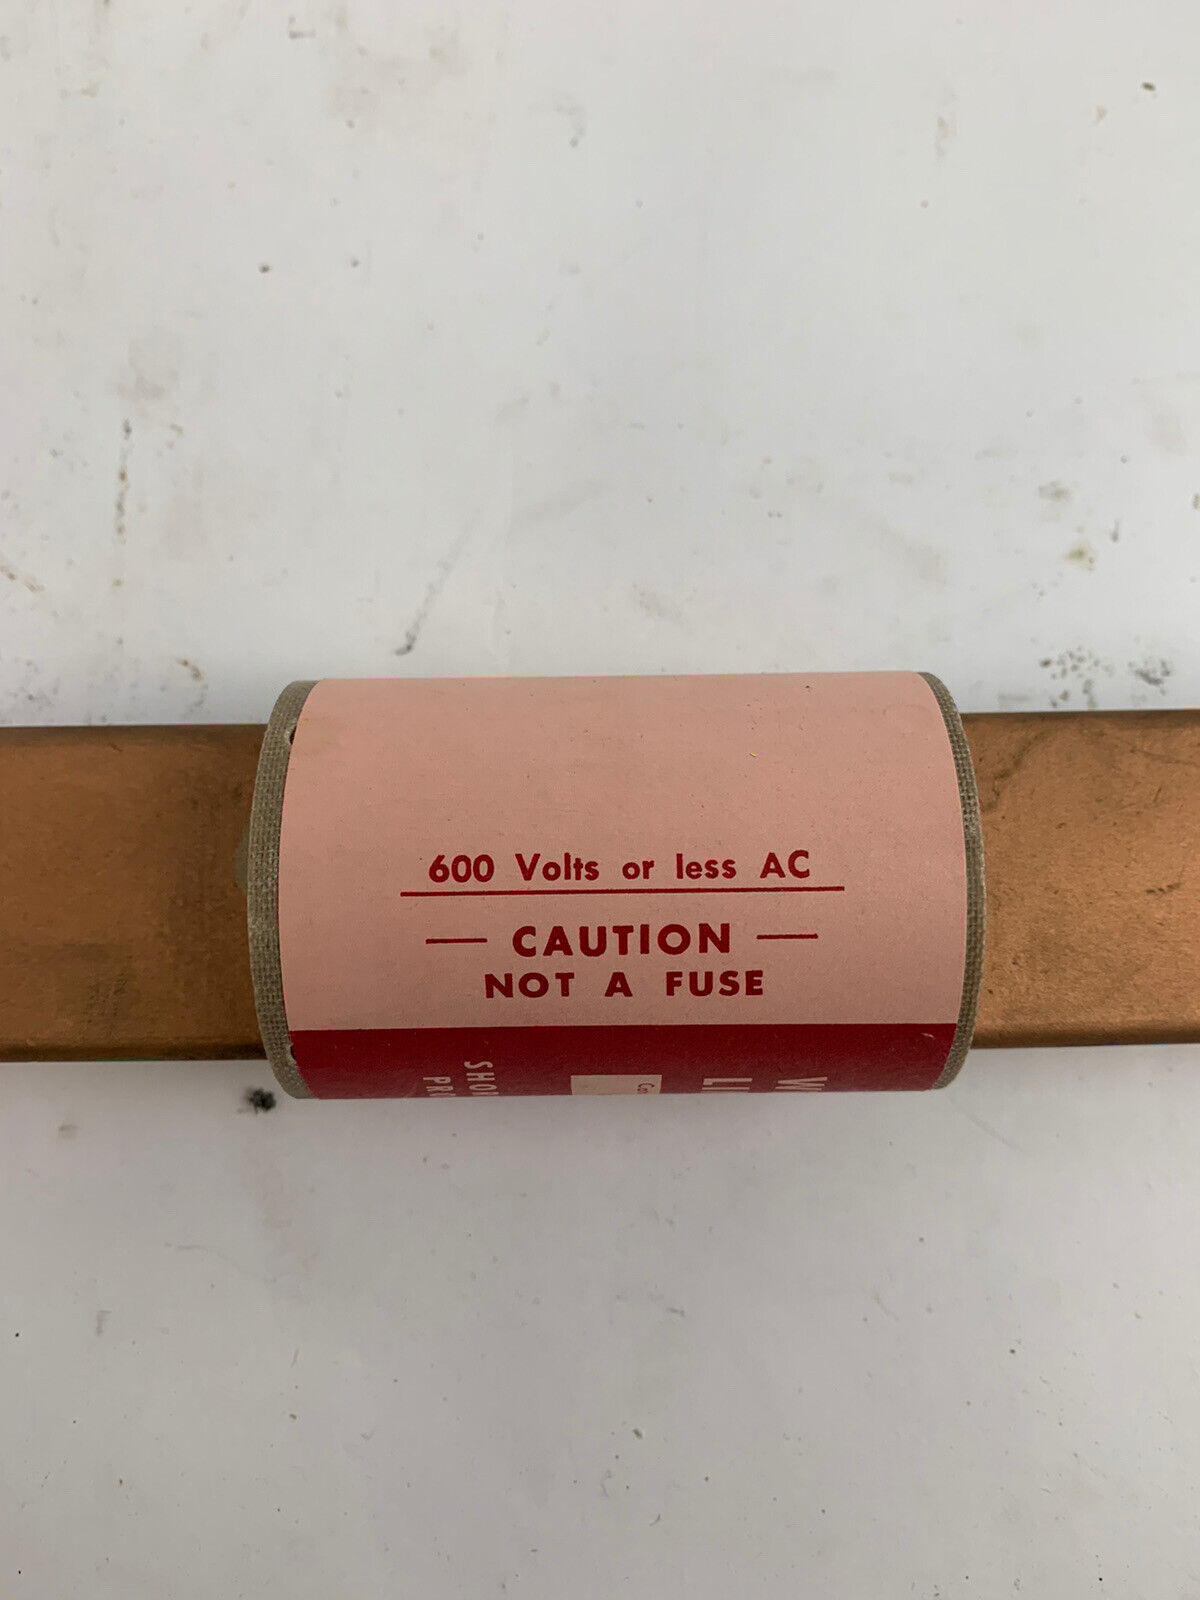 600 Volts or less AC
CAUTION
NOT A FUSE